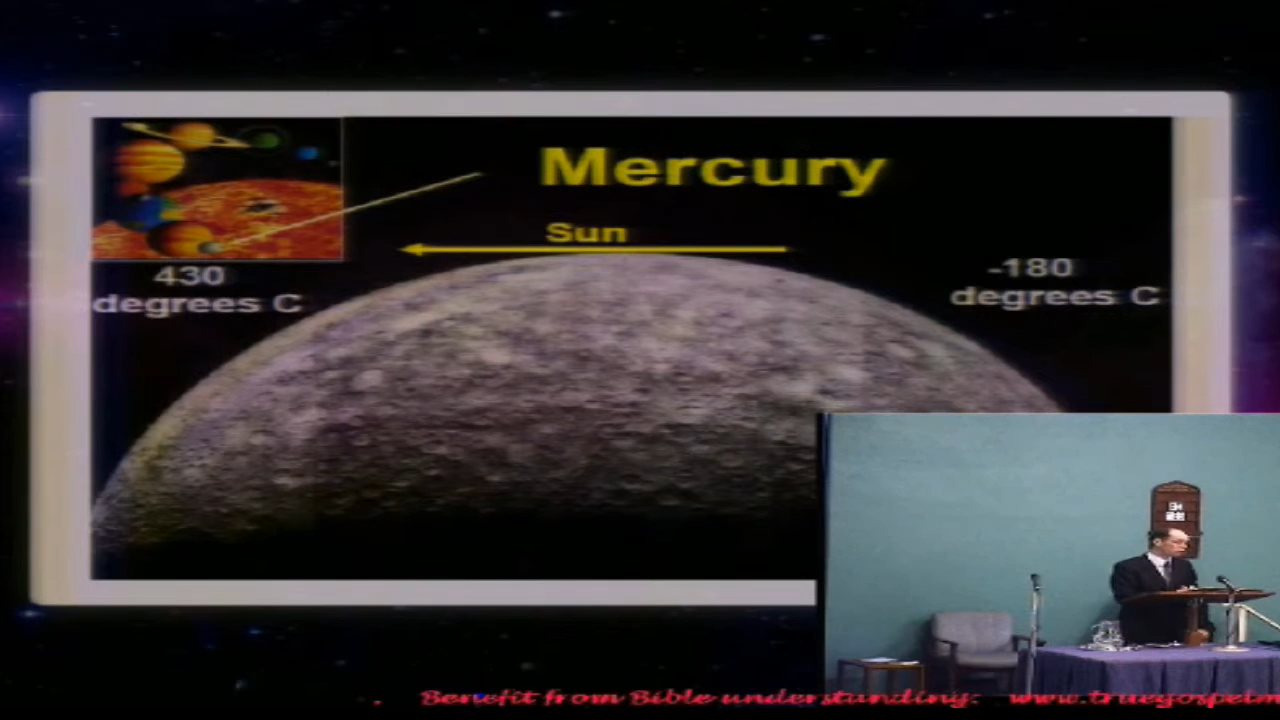 Mercury
Sun
430
degrees C
-180
degrees C
Benefit from Bible understanding.